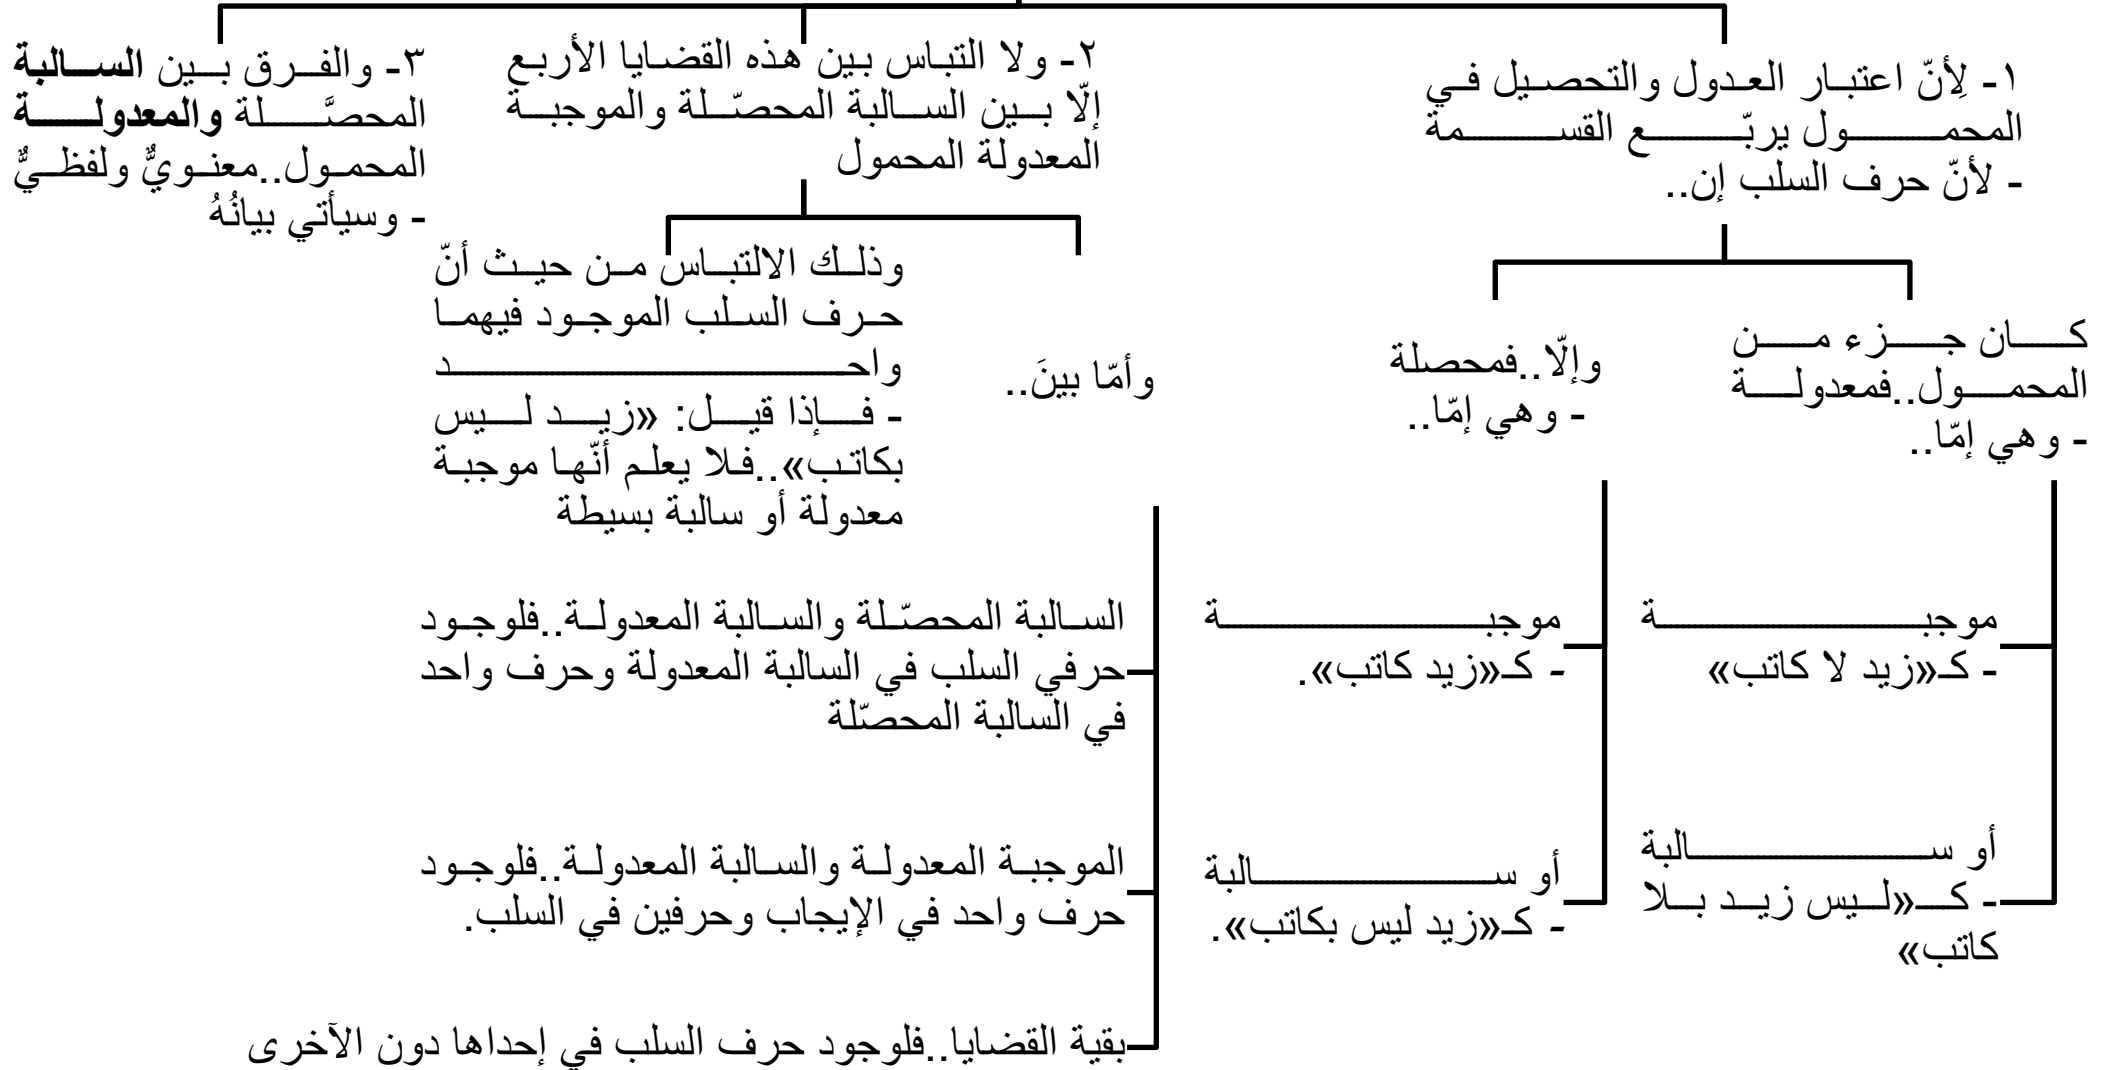 ١- لِأنّ اعتبار العدول والتحصيل في
المحمول يربّع القسمة
- لأنّ حرف السلب إن..
كان جزء من
المحمول..فمعدولة
- وهي إمّا..
موجبة
- كـ«زيد لا كاتب»
أو سالبة
- كـ«ليس زيد بلا
كاتب»
وإلّا..فمحصلة
- وهي إمّا..
موجبة
- كـ«زيد كاتب».
أو سالبة
- كـ«زيد ليس بكاتب».
٢- ولا التباس بين هذه القضايا الأربع
إلّا بين السالبة المحصّلة والموجبة
المعدولة المحمول
وأمّا بينَ..
السالبة المحصّلة والسالبة المعدولة..فلوجود
حرفي السلب في السالبة المعدولة وحرف واحد
في السالبة المحصّلة
الموجبة المعدولة والسالبة المعدولة..فلوجود
حرف واحد في الإيجاب وحرفين في السلب.
بقية القضايا..فلوجود حرف السلب في إحداها دون الآخرى
وذلك الالتباس من حيث أنّ
حرف السلب الموجود فيهما
واحد
- فإذا قيل: «زيد ليس
بكاتب»..فلا يعلم أنّها موجبة
معدولة أو سالبة بسيطة
٣- والفرق بين السالبة
المحصَّلة والمعدولة
المحمول..معنويٌّ ولفظيٌّ
- وسيأتي بيانُهُ